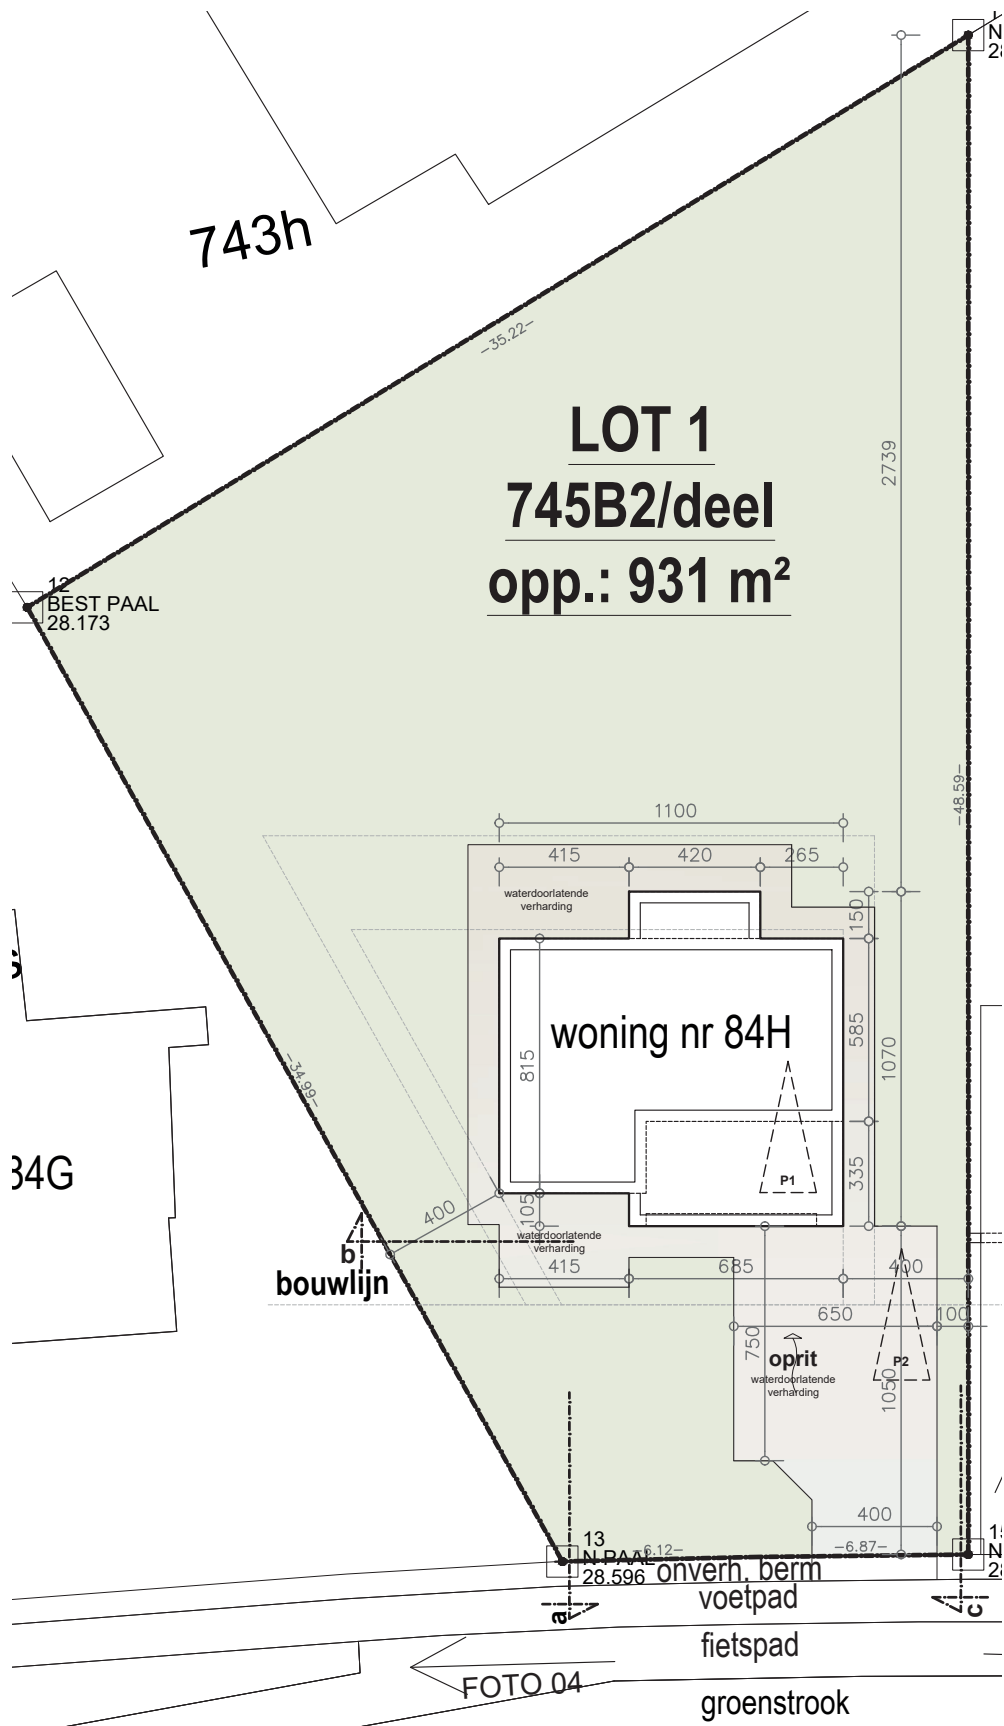 N
28
743h
-35.22-
LOT 1
745B2/deel
opp.: 931 m²
2739
12
BEST PAAL
28.173
-48.59-
1100
415 420 265
waterdoorlatende
verharding
150
woning nr 84H
815
585
1070
-34.99-
84G
P1
335
400
105
waterdoorlatende
verharding
b
bouwlijn
415 685 400
650 100
750
oprit
P2
waterdoorlatende
verharding
1050
400
13
N PAAL
28.596
-6.12-
-6.87-
15
N
28
onverh. berm
voetpad
a
c
fietspad
FOTO 04
groenstrook